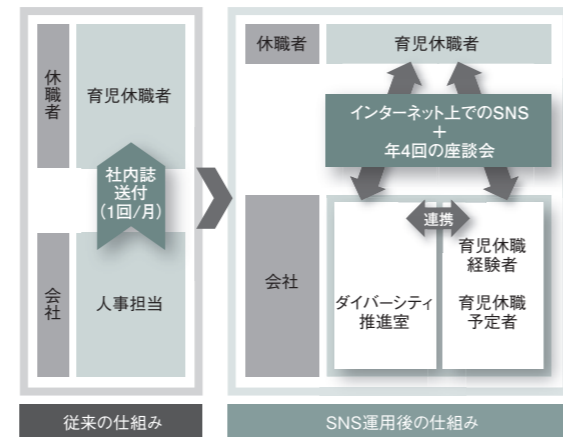 休職者
育児休職者
社内誌
送付
(1回/月)
会社
人事担当
従来の仕組み
休職者
育児休職者
インターネット上でのSNS
＋
年4回の座談会
連携
会社
ダイバーシティ
推進室
育児休職
経験者
育児休職
予定者
SNS運用後の仕組み